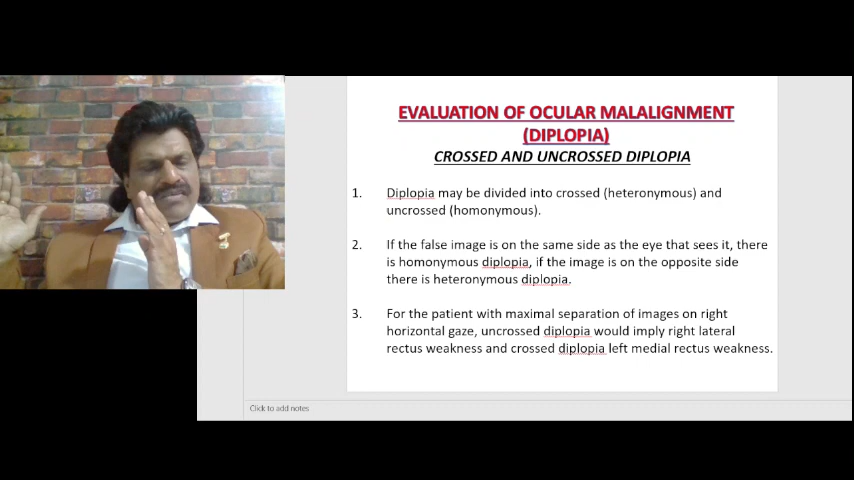 EVALUATION OF OCULAR MALALIGNMENT
(DIPLOPIA)
CROSSED AND UNCROSSED DIPLOPIA
1. Diplopia may be divided into crossed (heteronymous) and
uncrossed (homonymous).
2. If the false image is on the same side as the eye that sees it, there
is homonymous diplopia, if the image is on the opposite side
there is heteronymous diplopia.
3. For the patient with maximal separation of images on right
horizontal gaze, uncrossed diplopia would imply right lateral
rectus weakness and crossed diplopia left medial rectus weakness.
Click to add notes